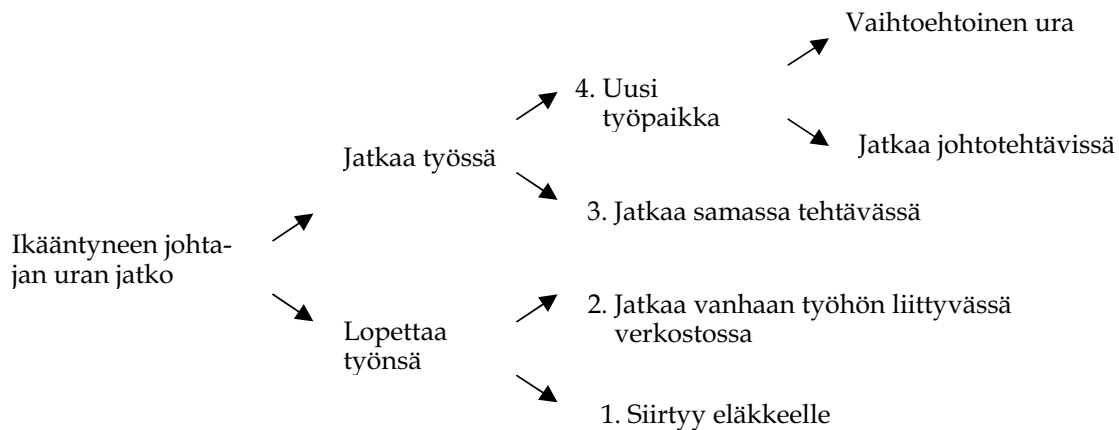 Vaihtoehtoinen ura
4. Uusi
työpaikka
Jatkaa johtotehtävissä
Jatkaa työssä
3. Jatkaa samassa tehtävässä
Ikääntyneen johta-
jan uran jatko
2. Jatkaa vanhaan työhön liittyvässä
verkostossa
Lopettaa
työnsä
1. Siirtyy eläkkeelle